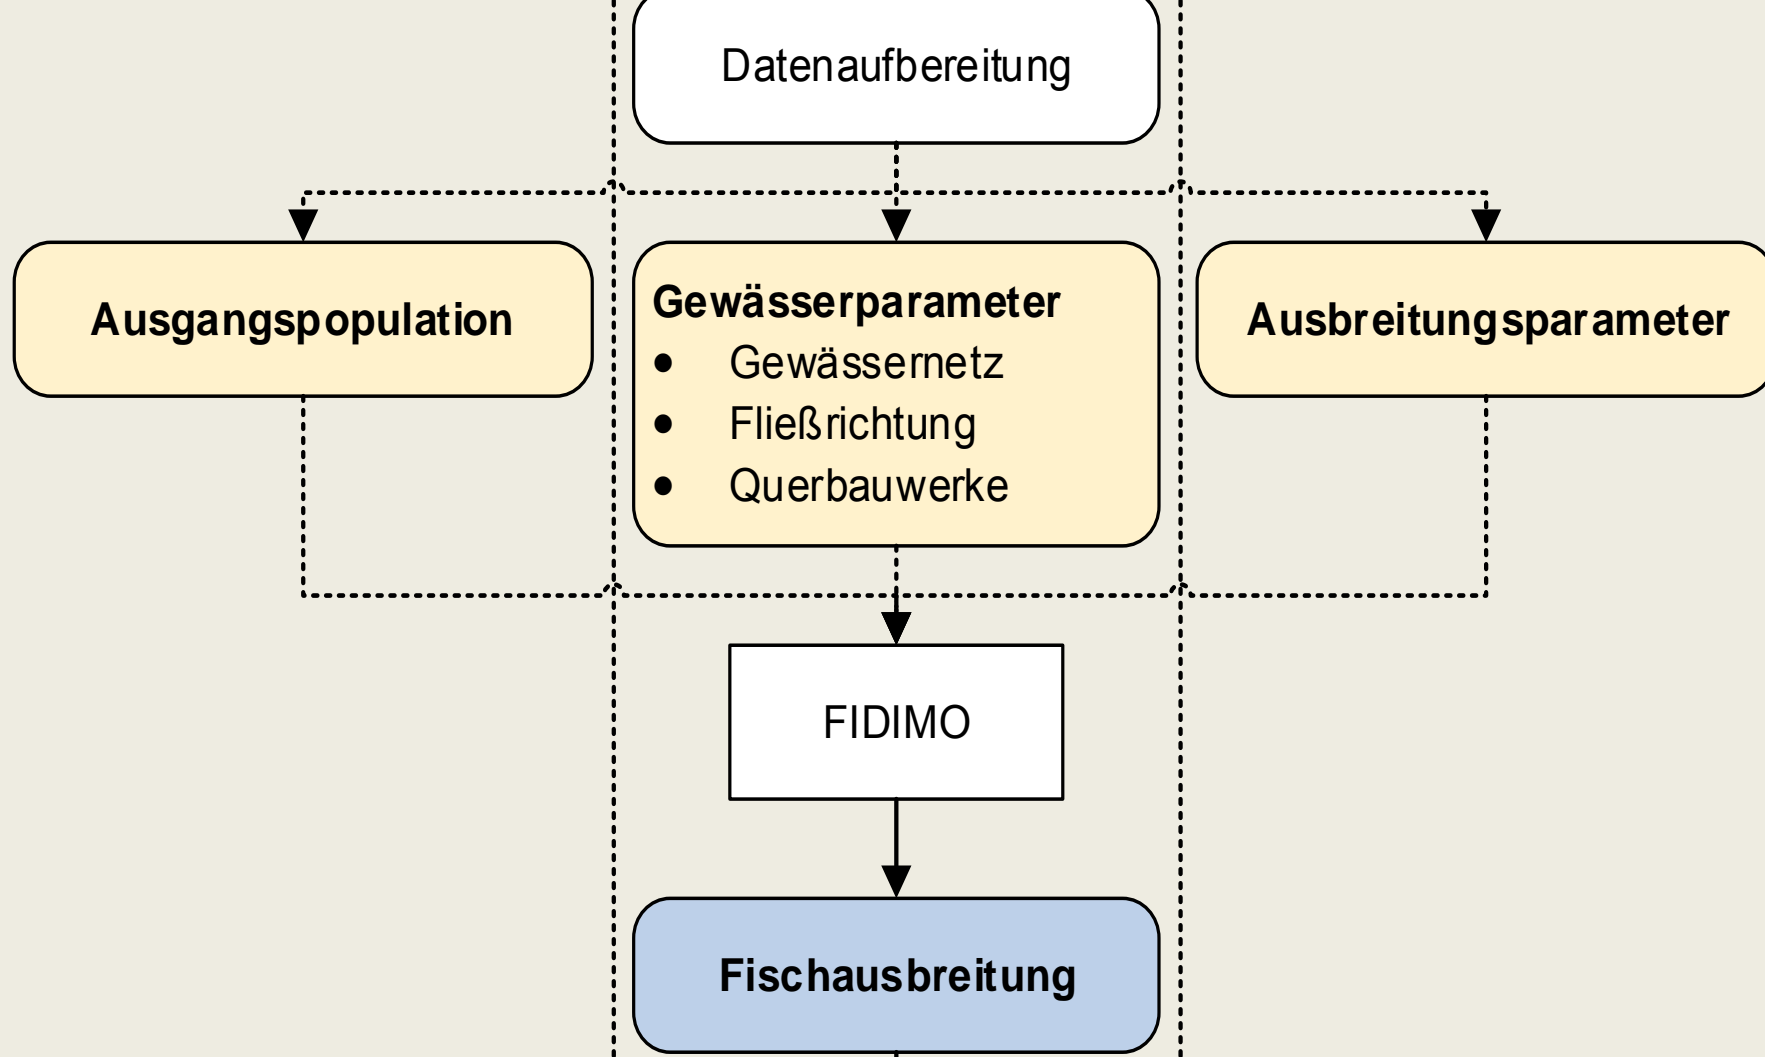 Datenaufbereitung
Ausgangspopulation
Gewässerparameter
● Gewässernetz
● Fließrichtung
● Querbauwerke
Ausbreitungsparameter
FIDIMO
Fischausbreitung